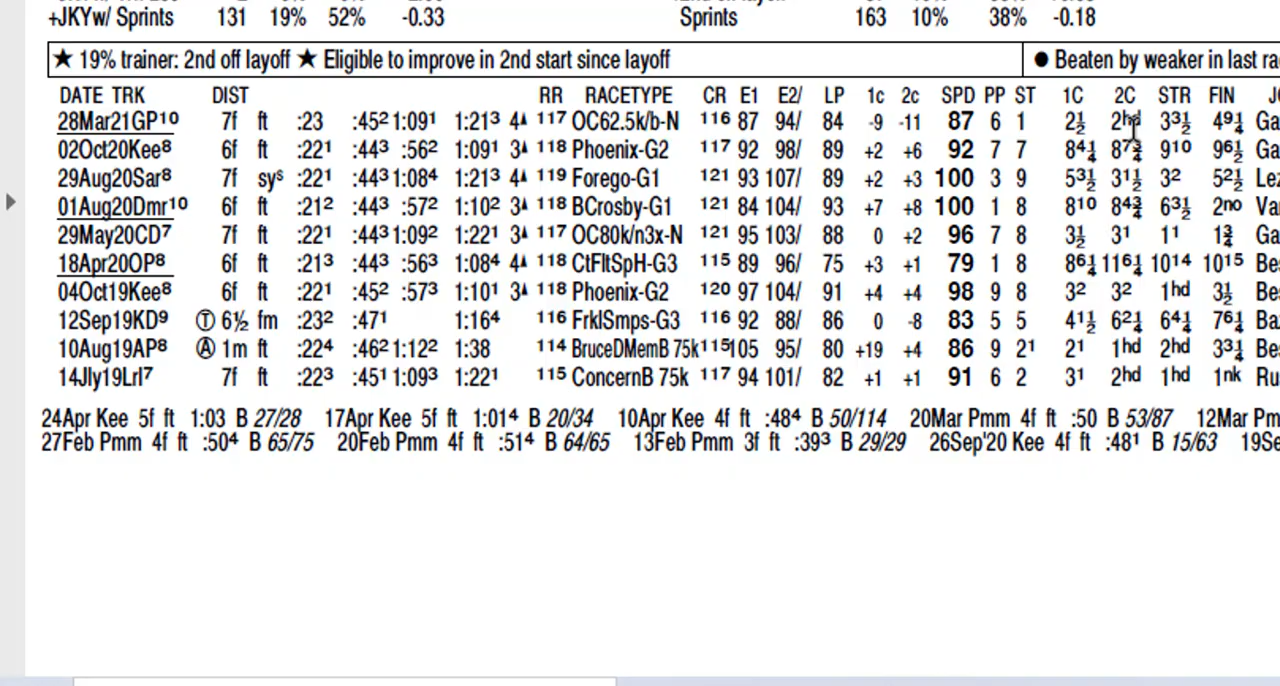 +JKYw/ Sprints 131 19% 52% -0.33 Sprints 163 10% 38% -0.18
★ 19% trainer: 2nd off layoff ★ Eligible to improve in 2nd start since layoff ● Beaten by weaker in last
DATE TRK DIST RR RACETYPE CR E1 E2/ LP 1c 2c SPD PP ST 1C 2C STR FIN
28Mar21GP¹⁰ 7f ft :23 :45² 1:09¹ 1:21³ 4▲ 117 OC62.5k/b-N 116 87 94/ 84 -9 -11 87 6 1 2½ 2hd 3³½ 4⁹¼ Ga
02Oct20Kee⁸ 6f ft :22¹ :44³ :56² 1:09¹ 3▲ 118 Phoenix-G2 117 92 98/ 89 +2 +6 92 7 7 8⁴¼ 8⁷¾ 9¹⁰ 9⁶½ Ga
29Aug20Sar⁸ 7f syˢ :22¹ :44³ 1:08⁴ 1:21³ 4▲ 119 Forego-G1 121 93 107/ 89 +2 +3 100 3 9 5³½ 3¹½ 3² 5²½ Lez
01Aug20Dmr¹⁰ 6f ft :21² :44³ :57² 1:10² 3▲ 118 BCrosby-G1 121 84 104/ 93 +7 +8 100 1 8 8¹⁰ 8⁴¾ 6³½ 2no Va
29May20CD⁷ 7f ft :22¹ :44³ 1:09² 1:22¹ 3▲ 117 OC80k/n3x-N 121 95 103/ 88 0 +2 96 7 8 3½ 3¹ 1¹ 1¾ Ga
18Apr20OP⁸ 6f ft :21³ :44³ :56³ 1:08⁴ 4▲ 118 CtFltSpH-G3 115 89 96/ 75 +3 +1 79 1 8 8⁶¼ 11⁶¼ 10¹⁴ 10¹⁵ Be
04Oct19Kee⁸ 6f ft :22¹ :45² :57³ 1:10¹ 3▲ 118 Phoenix-G2 120 97 104/ 91 +4 +4 98 9 8 3² 3² 1hd 3½ Be
12Sep19KD⁹ Ⓣ 6½ fm :23² :47¹ 1:16⁴ 116 FrklSmps-G3 116 92 88/ 86 0 -8 83 5 5 4¹½ 6²¼ 6⁴¼ 7⁶¼ Ba
10Aug19AP⁸ Ⓐ 1m ft :22⁴ :46² 1:12² 1:38 114 BruceDMemB 75k 115 105 95/ 80 +19 +4 86 9 2¹ 2¹ 1hd 2hd 3³½ Be
14Jly19Lrl⁷ 7f ft :22³ :45¹ 1:09³ 1:22¹ 115 ConcernB 75k 117 94 101/ 82 +1 +1 91 6 2 3¹ 2hd 1hd 1nk Ru
24Apr Kee 5f ft 1:03 B 27/28 17Apr Kee 5f ft 1:01⁴ B 20/34 10Apr Kee 4f ft :48⁴ B 50/114 20Mar Pmm 4f ft :50 B 53/87 12Mar Pm
27Feb Pmm 4f ft :50⁴ B 65/75 20Feb Pmm 4f ft :51⁴ B 64/65 13Feb Pmm 3f ft :39³ B 29/29 26Sep'20 Kee 4f ft :48¹ B 15/63 19Se